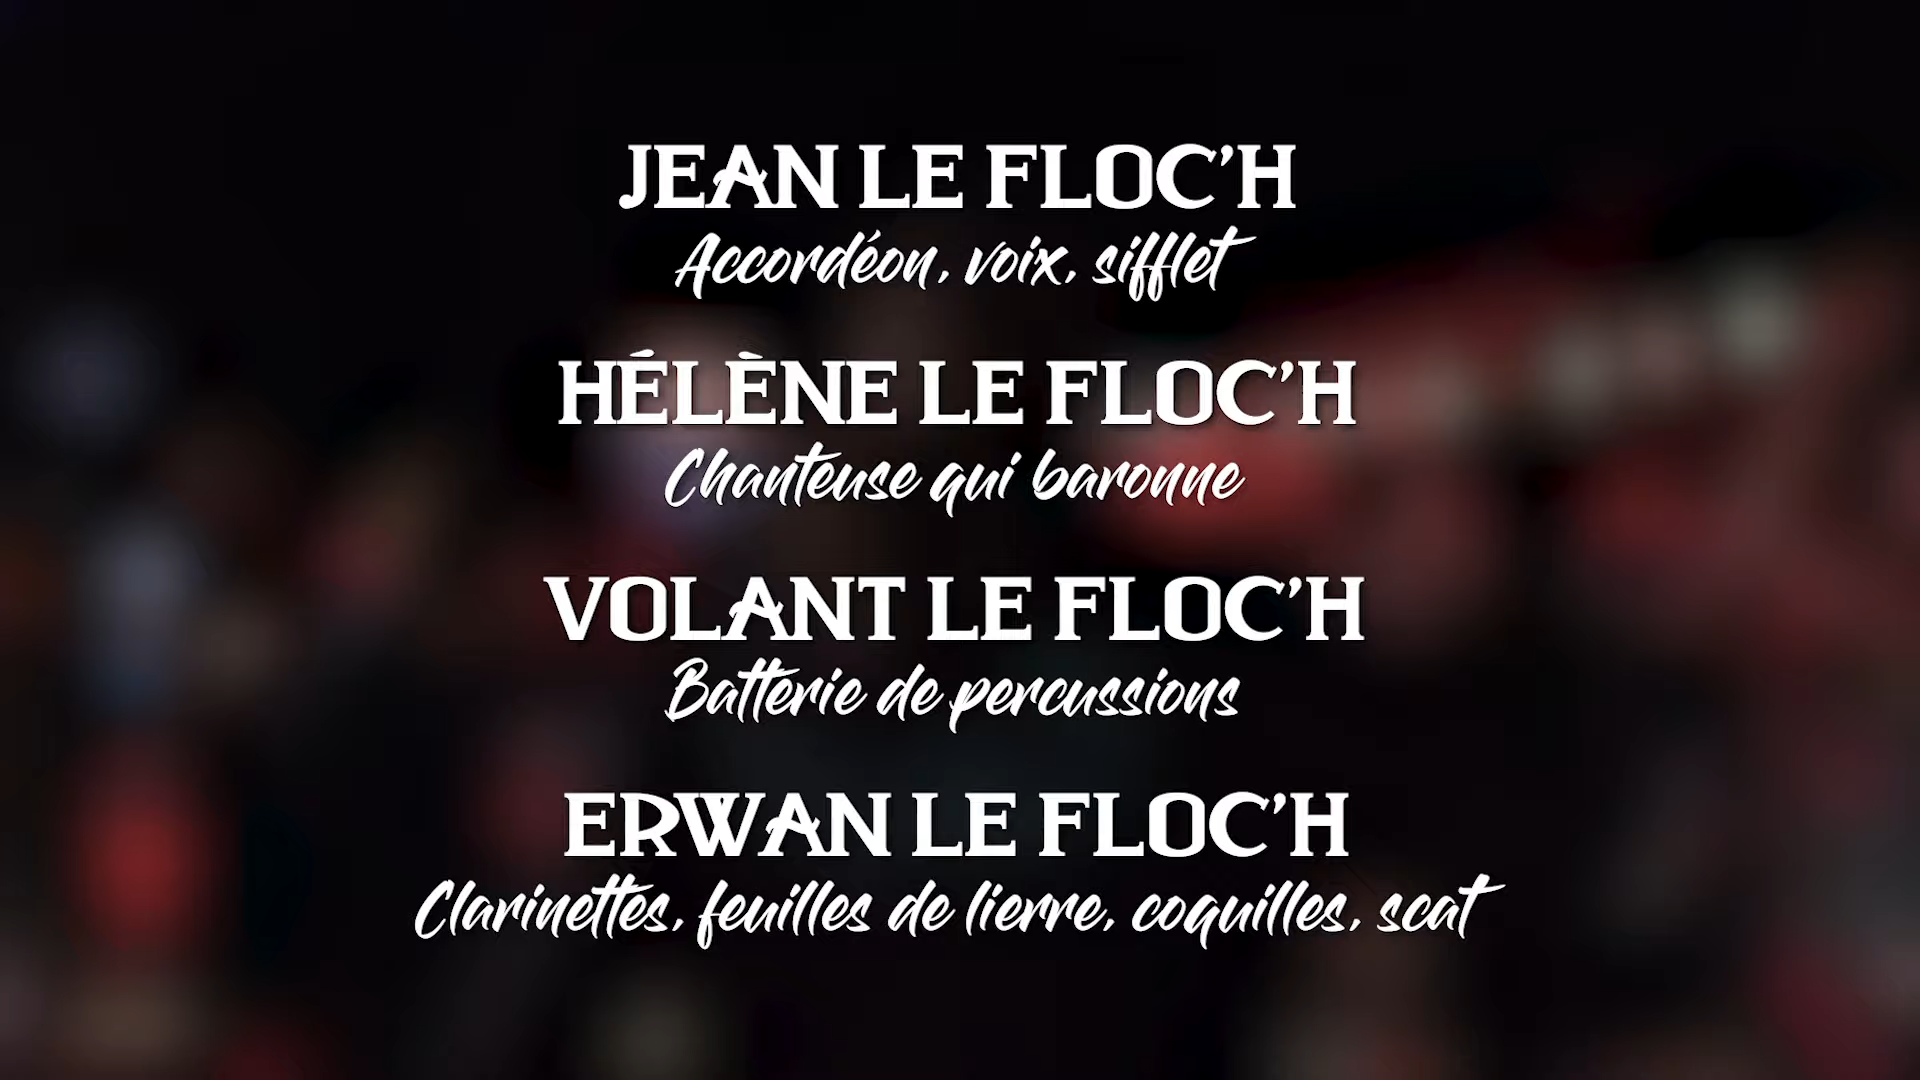 JEAN LE FLOC'H
Accordéon, voix, sifflet
HÉLÈNE LE FLOC'H
Chanteuse qui baronne
VOLANT LE FLOC'H
Batterie de percussions
ERWAN LE FLOC'H
Clarinettes, feuilles de lierre, coquilles, scat